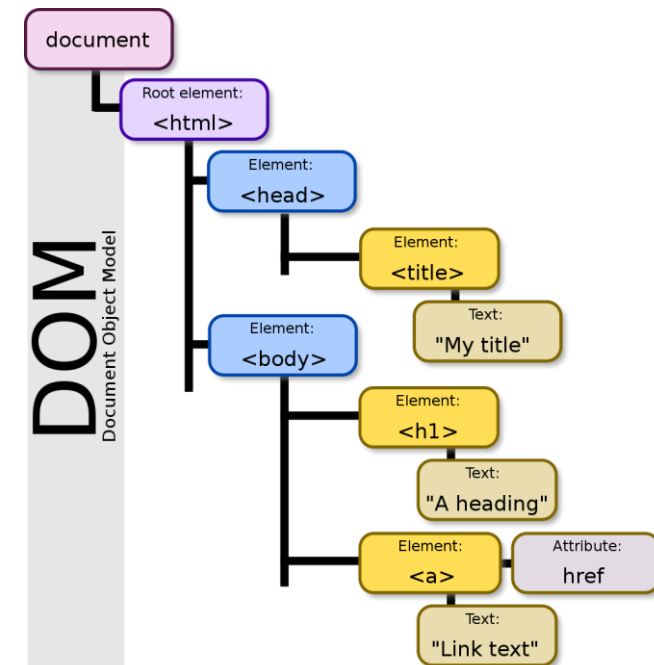 document
Root element:
<html>
Element:
<head>
Element:
<title>
Text:
"My title"
Element:
<body>
Element:
<h1>
Text:
"A heading"
Element:
<a>
Attribute:
href
Text:
"Link text"
DOM
Document Object Model